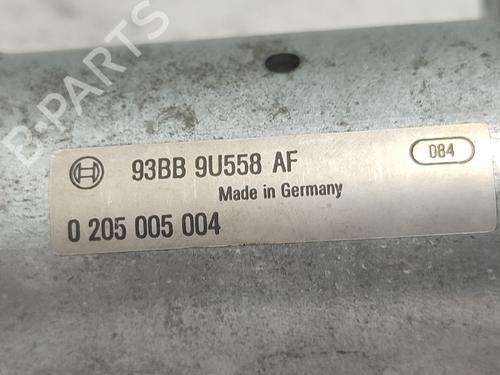 B-PARTS
93BB 9U558 AF
084
Made in Germany
0 205 005 004